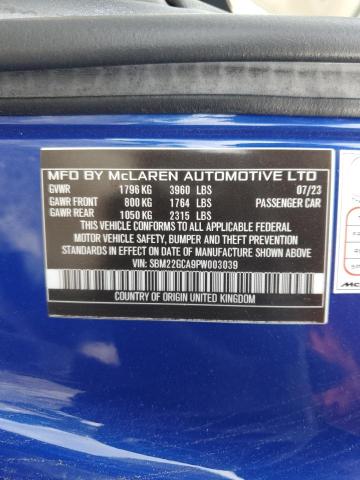 MFD BY McLAREN AUTOMOTIVE LTD
GVWR 1796 KG 3960 LBS 07/23
GAWR FRONT 800 KG 1764 LBS PASSENGER CAR
GAWR REAR 1050 KG 2315 LBS
THIS VEHICLE CONFORMS TO ALL APPLICABLE FEDERAL
MOTOR VEHICLE SAFETY, BUMPER AND THEFT PREVENTION
STANDARDS IN EFFECT ON DATE OF MANUFACTURE SHOWN ABOVE
VIN: SBM22GCA9PW003039
COUNTRY OF ORIGIN UNITED KINGDOM